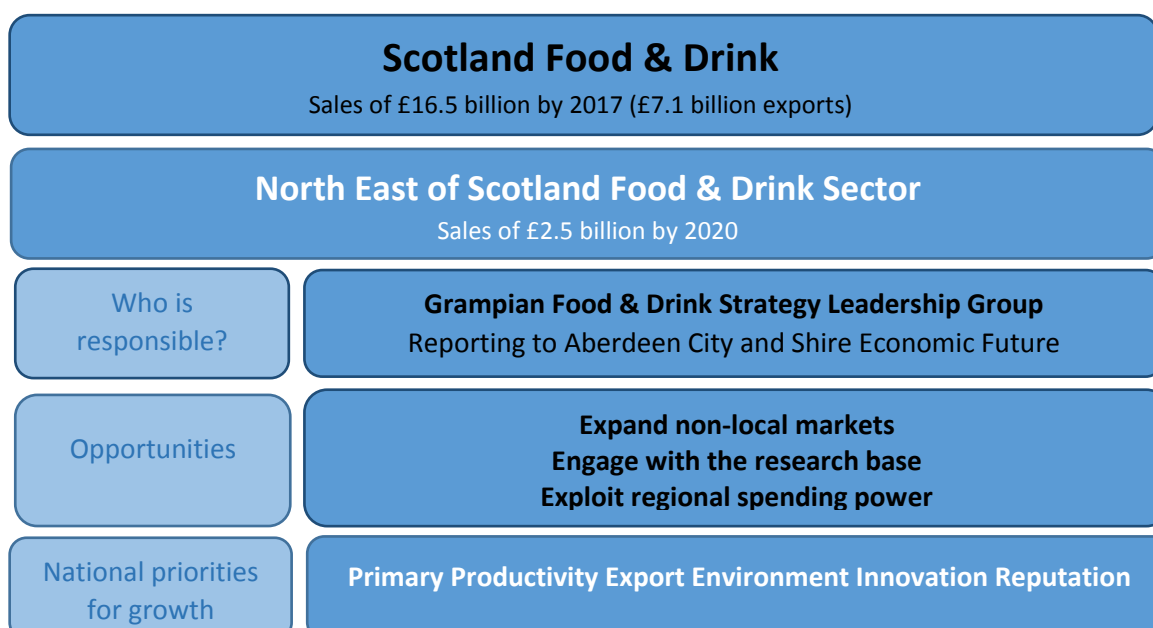 Scotland Food & Drink
Sales of £16.5 billion by 2017 (£7.1 billion exports)
North East of Scotland Food & Drink Sector
Sales of £2.5 billion by 2020
Who is
responsible?
Grampian Food & Drink Strategy Leadership Group
Reporting to Aberdeen City and Shire Economic Future
Opportunities
Expand non-local markets
Engage with the research base
Exploit regional spending power
National priorities
for growth
Primary Productivity Export Environment Innovation Reputation